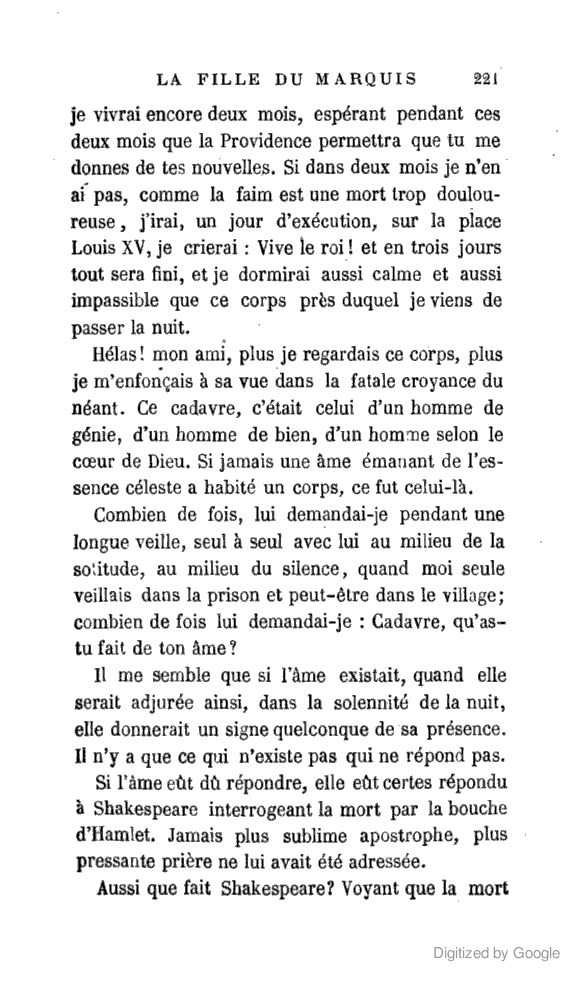 LA FILLE DU MARQUIS 221
je vivrai encore deux mois, espérant pendant ces
deux mois que la Providence permettra que tu me
donnes de tes nouvelles. Si dans deux mois je n'en
ai pas, comme la faim est une mort trop doulou-
reuse, j'irai, un jour d'exécution, sur la place
Louis XV, je crierai : Vive le roi! et en trois jours
tout sera fini, et je dormirai aussi calme et aussi
impassible que ce corps près duquel je viens de
passer la nuit.
Hélas! mon ami, plus je regardais ce corps, plus
je m'enfonçais à sa vue dans la fatale croyance du
néant. Ce cadavre, c'était celui d'un homme de
génie, d'un homme de bien, d'un homme selon le
cœur de Dieu. Si jamais une âme émanant de l'es-
sence céleste a habité un corps, ce fut celui-là.
Combien de fois, lui demandai-je pendant une
longue veille, seul à seul avec lui au milieu de la
solitude, au milieu du silence, quand moi seule
veillais dans la prison et peut-être dans le village;
combien de fois lui demandai-je : Cadavre, qu'as-
tu fait de ton âme?
Il me semble que si l'âme existait, quand elle
serait adjurée ainsi, dans la solennité de la nuit,
elle donnerait un signe quelconque de sa présence.
Il n'y a que ce qui n'existe pas qui ne répond pas.
Si l'âme eût dû répondre, elle eût certes répondu
à Shakespeare interrogeant la mort par la bouche
d'Hamlet. Jamais plus sublime apostrophe, plus
pressante prière ne lui avait été adressée.
Aussi que fait Shakespeare? Voyant que la mort
Digitized by Google